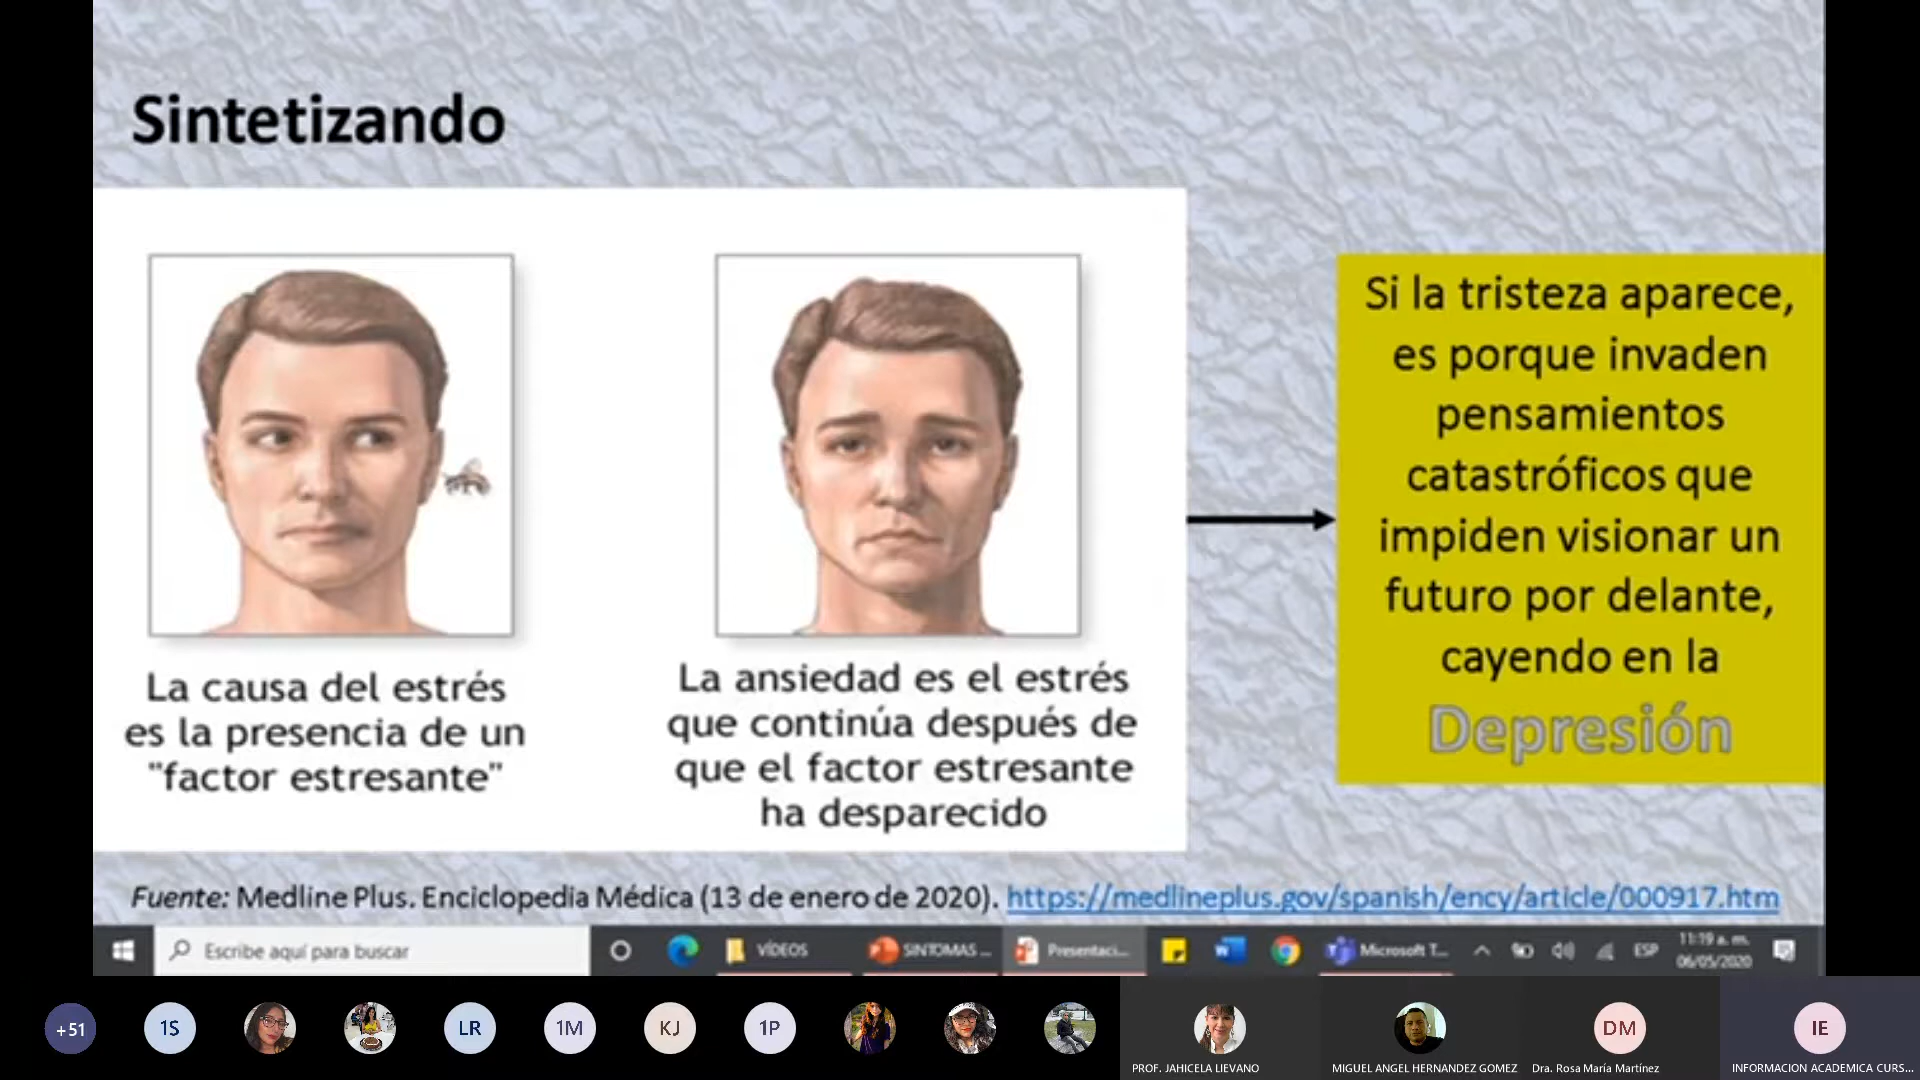 Sintetizando
La causa del estrés
es la presencia de un
"factor estresante"
La ansiedad es el estrés
que continúa después de
que el factor estresante
ha desparecido
Si la tristeza aparece,
es porque invaden
pensamientos
catastróficos que
impiden visionar un
futuro por delante,
cayendo en la
Depresión
Fuente: Medline Plus. Enciclopedia Médica (13 de enero de 2020). https://medlineplus.gov/spanish/ency/article/000917.htm
Escribe aquí para buscar
VÍDEOS
SINTOMAS ...
Presentaci...
Microsoft T...
ESP
11:19 a. m.
06/05/2020
+51
1S
LR
1M
KJ
1P
PROF. JAHICELA LIEVANO
MIGUEL ANGEL HERNANDEZ GOMEZ
DM
Dra. Rosa María Martínez
IE
INFORMACION ACADEMICA CURS...